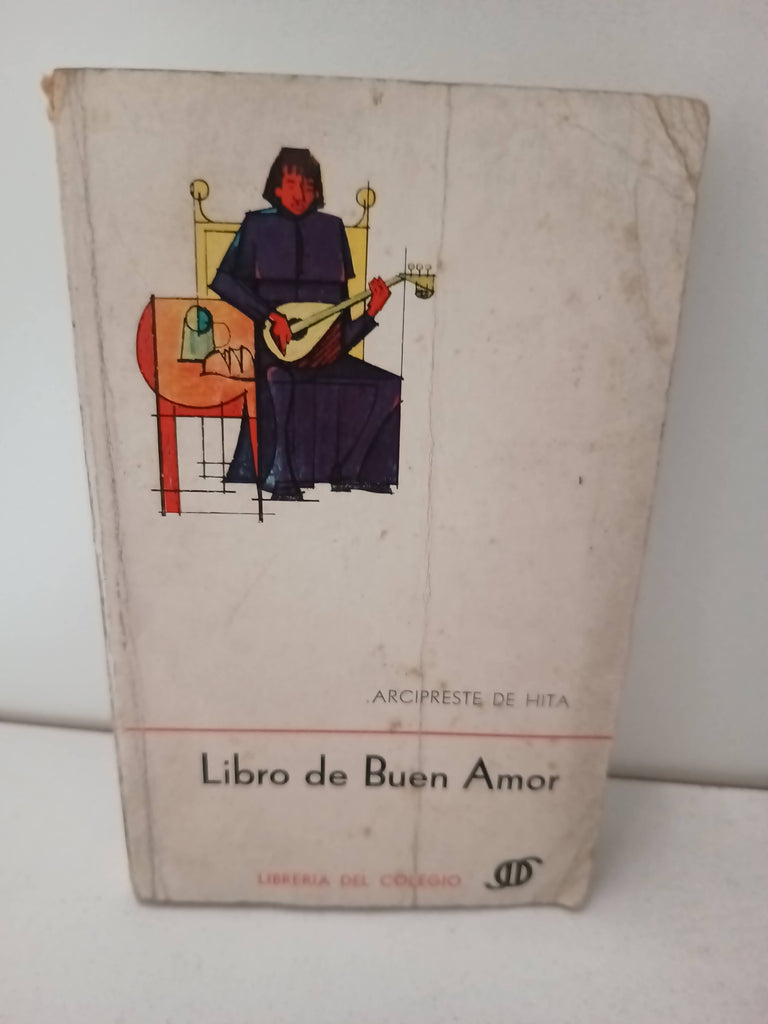 ARCIPRESTE DE HITA
Libro de Buen Amor
LIBRERIA DEL COLEGIO